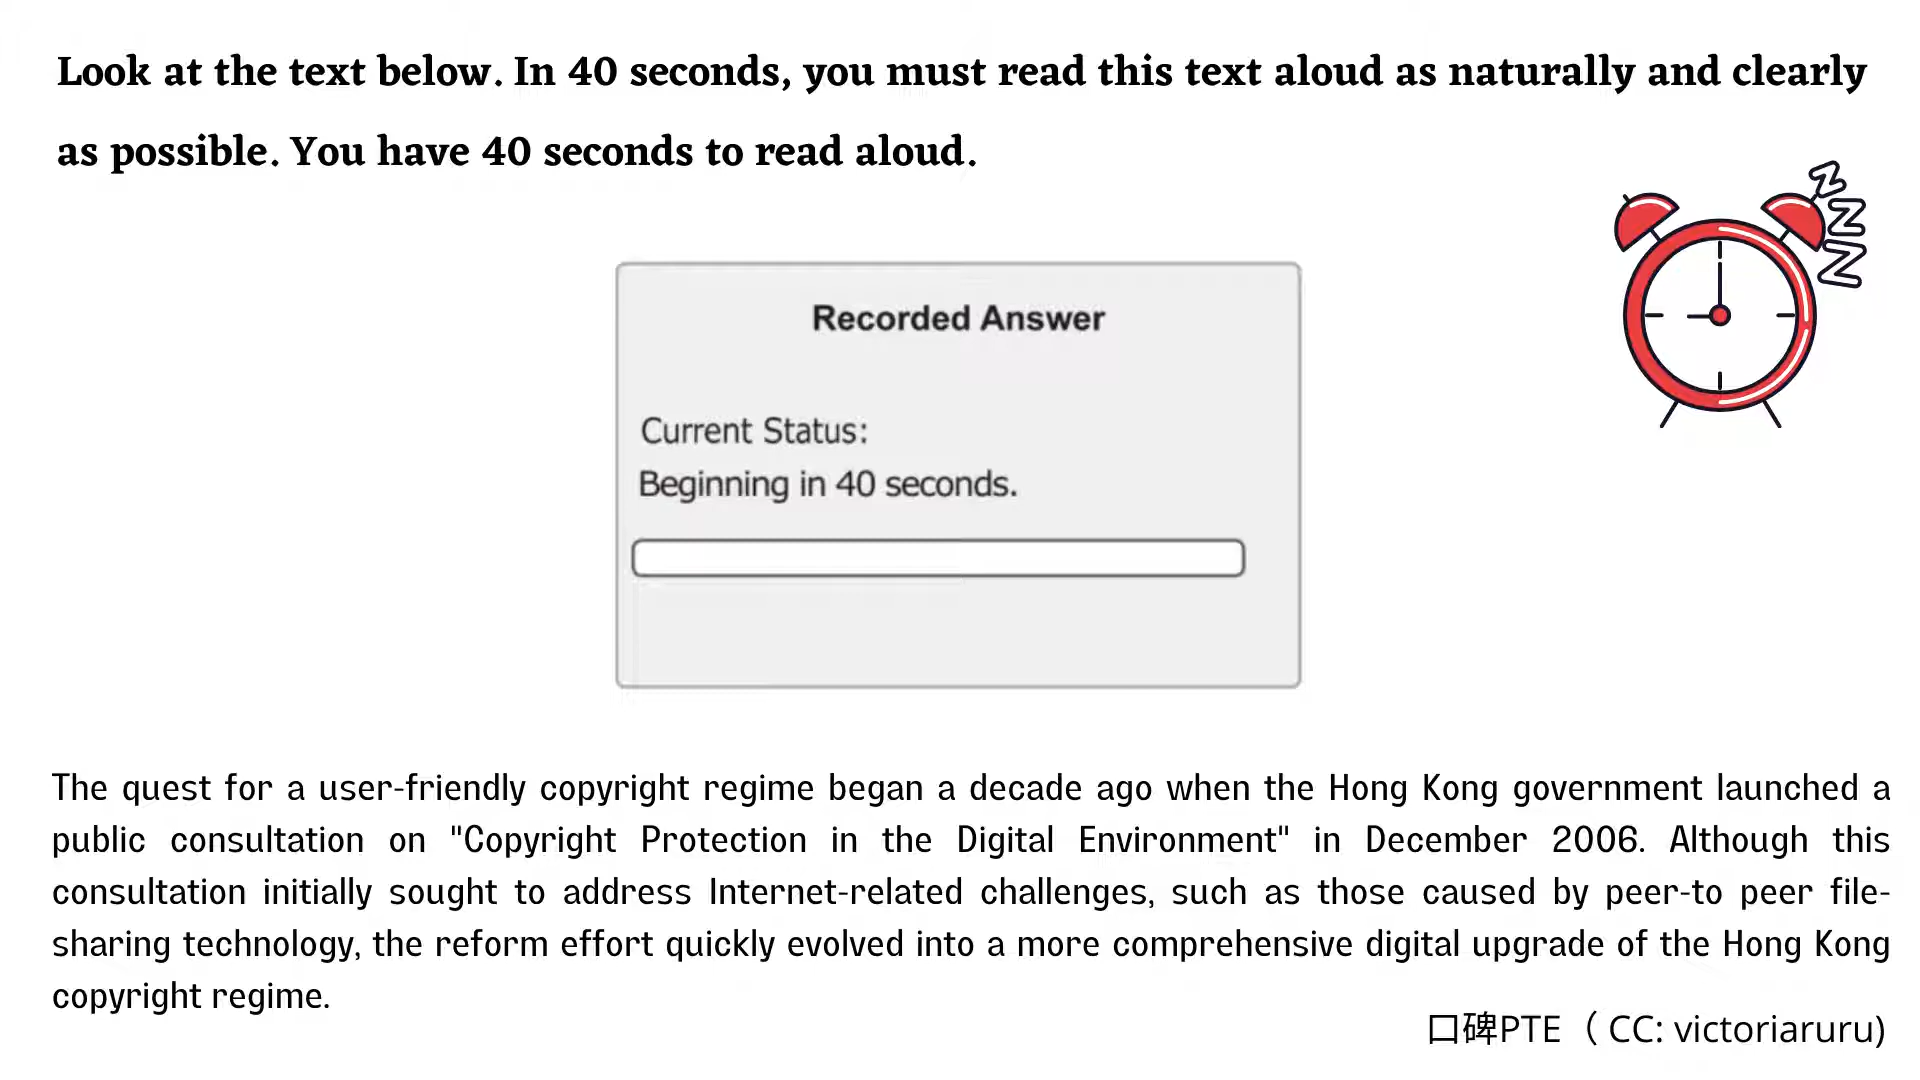 Look at the text below. In 40 seconds, you must read this text aloud as naturally and clearly
as possible. You have 40 seconds to read aloud.
Recorded Answer
Current Status:
Beginning in 40 seconds.
The quest for a user-friendly copyright regime began a decade ago when the Hong Kong government launched a
public consultation on "Copyright Protection in the Digital Environment" in December 2006. Although this
consultation initially sought to address Internet-related challenges, such as those caused by peer-to peer file-
sharing technology, the reform effort quickly evolved into a more comprehensive digital upgrade of the Hong Kong
copyright regime.
口碑PTE（ CC: victoriaruru)